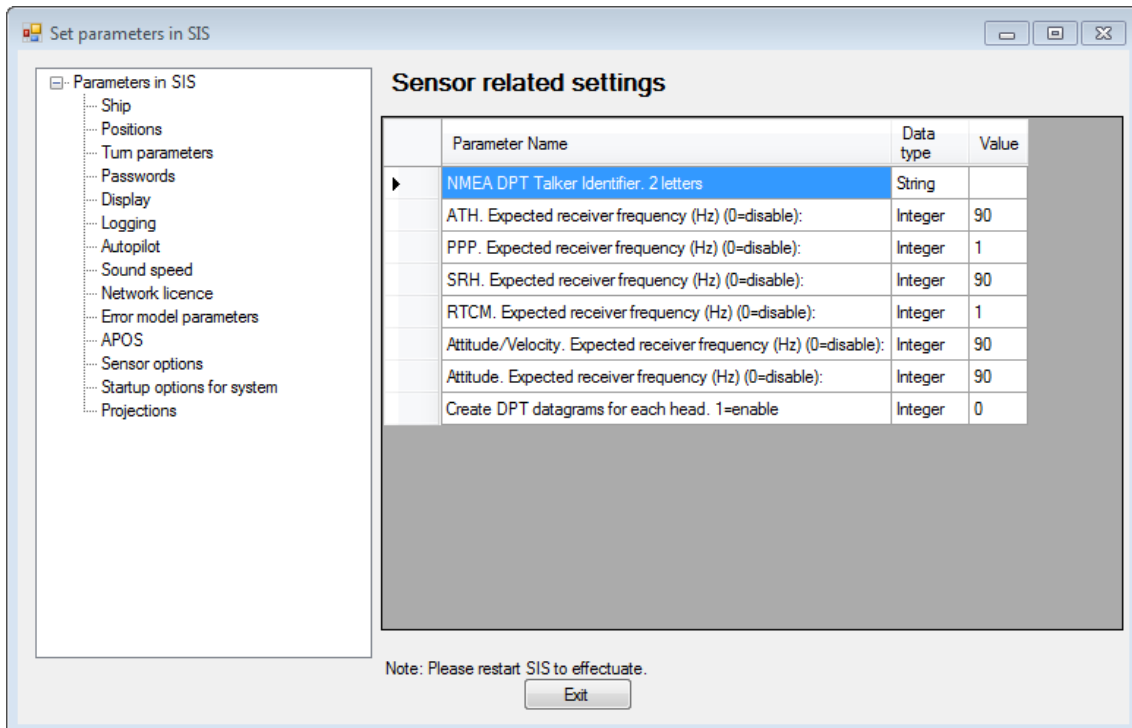 Set parameters in SIS
Parameters in SIS
Ship
Positions
Turn parameters
Passwords
Display
Logging
Autopilot
Sound speed
Network licence
Error model parameters
APOS
Sensor options
Startup options for system
Projections
Sensor related settings
Parameter Name Data type Value
NMEA DPT Talker Identifier. 2 letters String
ATH. Expected receiver frequency (Hz) (0=disable): Integer 90
PPP. Expected receiver frequency (Hz) (0=disable): Integer 1
SRH. Expected receiver frequency (Hz) (0=disable): Integer 90
RTCM. Expected receiver frequency (Hz) (0=disable): Integer 1
Attitude/Velocity. Expected receiver frequency (Hz) (0=disable): Integer 90
Attitude. Expected receiver frequency (Hz) (0=disable): Integer 90
Create DPT datagrams for each head. 1=enable Integer 0
Note: Please restart SIS to effectuate.
Exit